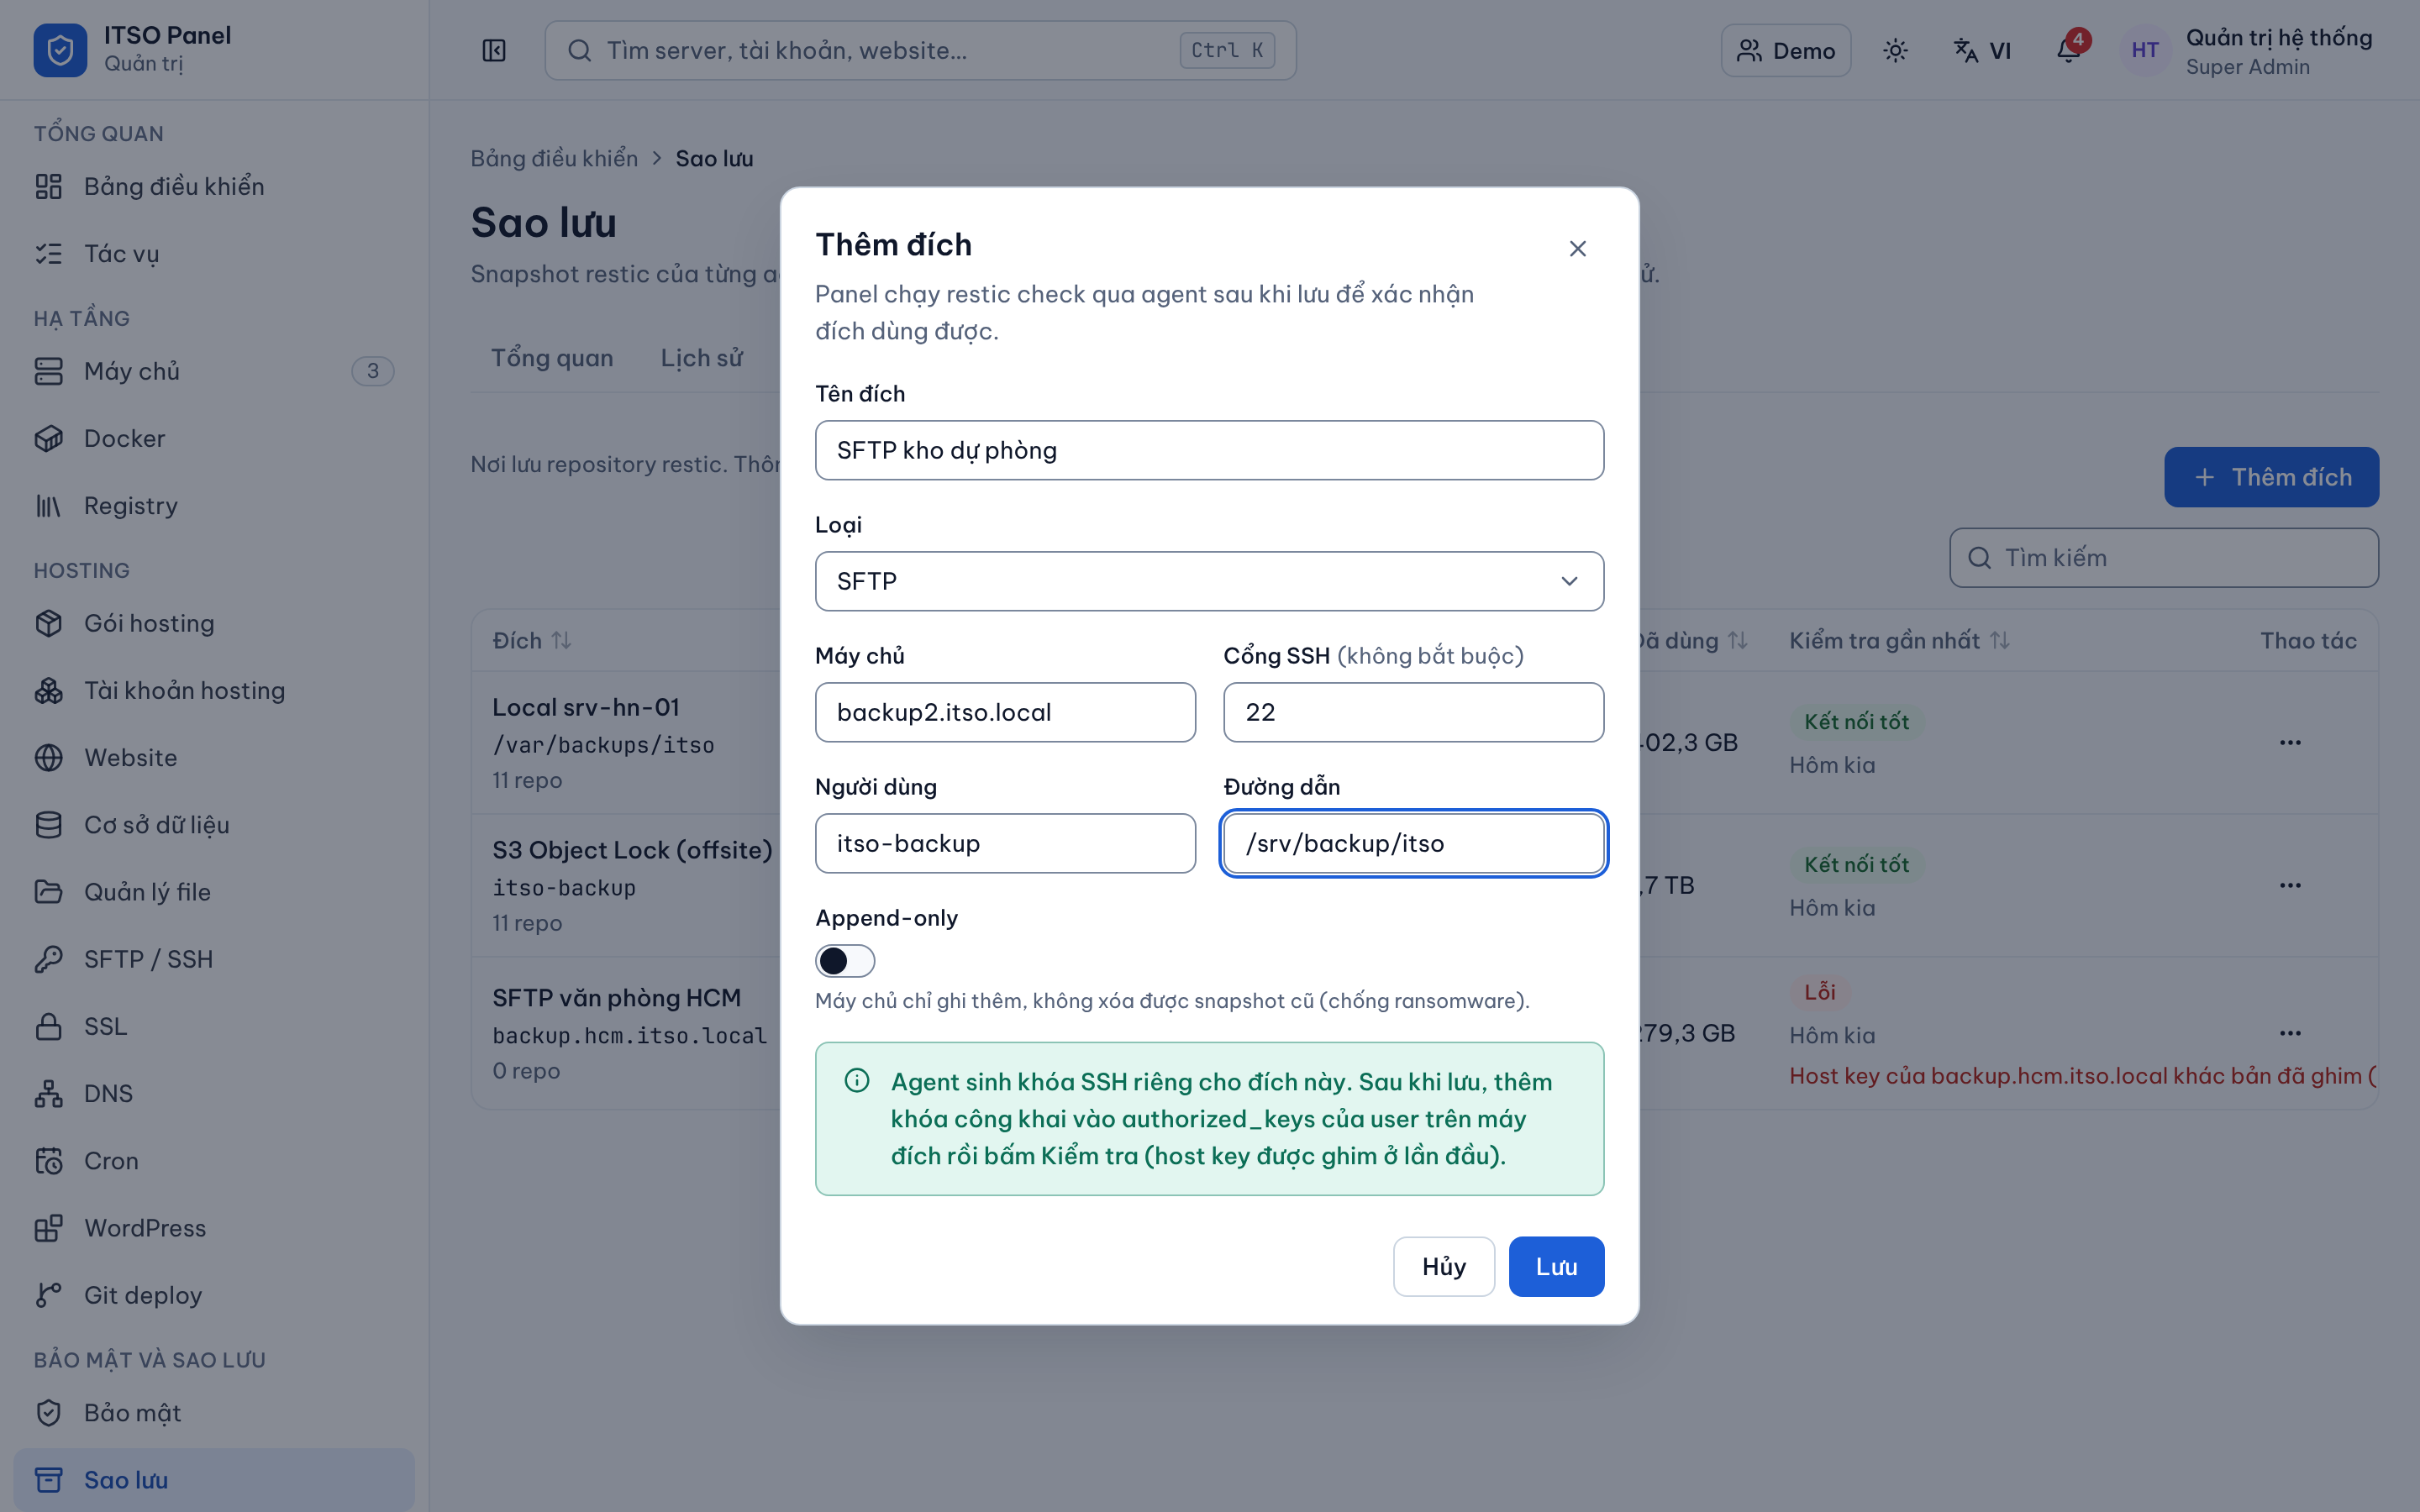 ITSO Panel
Quản trị
Tìm server, tài khoản, website...
Ctrl K
Demo
VI
4
HT
Quản trị hệ thống
Super Admin
TỔNG QUAN
Bảng điều khiển
Tác vụ
HẠ TẦNG
Máy chủ
3
Docker
Registry
HOSTING
Gói hosting
Tài khoản hosting
Website
Cơ sở dữ liệu
Quản lý file
SFTP / SSH
SSL
DNS
Cron
WordPress
Git deploy
BẢO MẬT VÀ SAO LƯU
Bảo mật
Sao lưu
Bảng điều khiển > Sao lưu
Sao lưu
Snapshot restic của từng
Tổng quan
Lịch sử
Nơi lưu repository restic.
Thêm đích
Tìm kiếm
Đích
Đã dùng
Kiểm tra gần nhất
Thao tác
Local srv-hn-01
/var/backups/itso
11 repo
02,3 GB
Kết nối tốt
Hôm kia
S3 Object Lock (offsite)
itso-backup
11 repo
,7 TB
Kết nối tốt
Hôm kia
SFTP văn phòng HCM
backup.hcm.itso.local
0 repo
79,3 GB
Lỗi
Hôm kia
Host key của backup.hcm.itso.local khác bản đã ghim (
Thêm đích
Panel chạy restic check qua agent sau khi lưu để xác nhận
đích dùng được.
Tên đích
SFTP kho dự phòng
Loại
SFTP
Máy chủ
Cổng SSH (không bắt buộc)
backup2.itso.local
22
Người dùng
Đường dẫn
itso-backup
/srv/backup/itso
Append-only
Máy chủ chỉ ghi thêm, không xóa được snapshot cũ (chống ransomware).
Agent sinh khóa SSH riêng cho đích này. Sau khi lưu, thêm
khóa công khai vào authorized_keys của user trên máy
đích rồi bấm Kiểm tra (host key được ghim ở lần đầu).
Hủy
Lưu